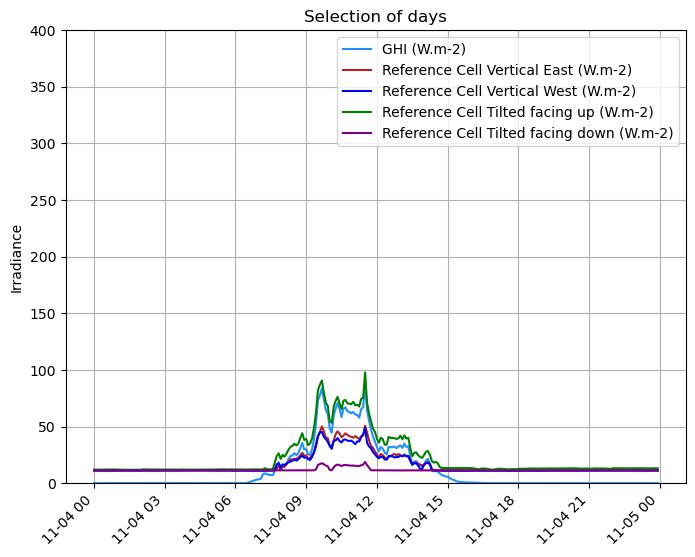 Selection of days
GHI (W.m-2)
Reference Cell Vertical East (W.m-2)
Reference Cell Vertical West (W.m-2)
Reference Cell Tilted facing up (W.m-2)
Reference Cell Tilted facing down (W.m-2)
Irradiance
400
350
300
250
200
150
100
50
0
11-04 00
11-04 03
11-04 06
11-04 09
11-04 12
11-04 15
11-04 18
11-04 21
11-05 00